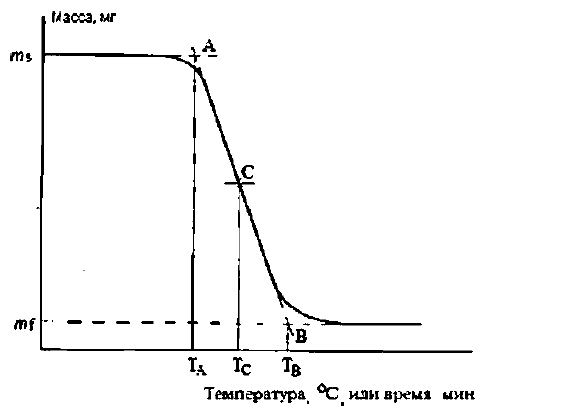 Масса, мг
ms
A
C
mf
B
TA TC TB
Температура, °C, или время мин